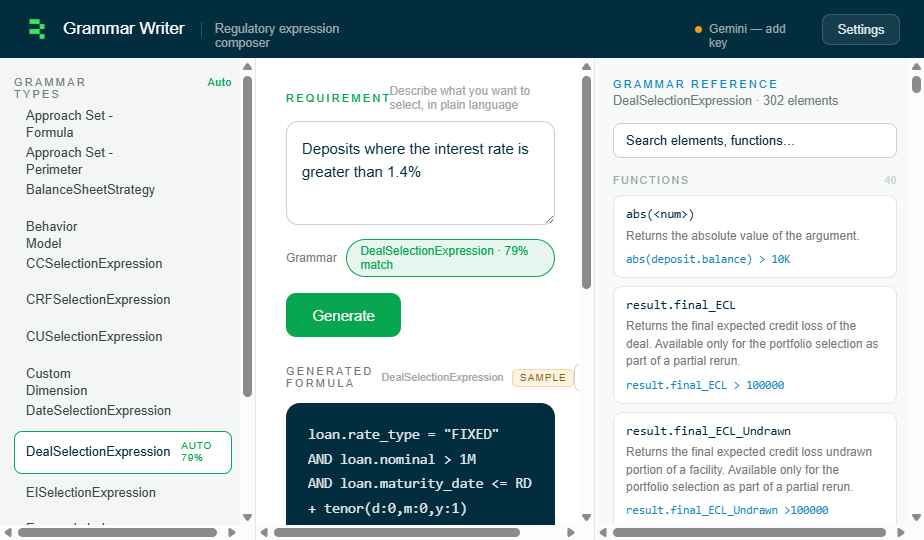 Grammar Writer
Regulatory expression
composer
Gemini — add
key
Settings
GRAMMAR
TYPES
Auto
Approach Set -
Formula
Approach Set -
Perimeter
BalanceSheetStrategy
Behavior
Model
CCSelectionExpression
CRFSelectionExpression
CUSelectionExpression
Custom
Dimension
DateSelectionExpression
DealSelectionExpression
AUTO
79%
EISelectionExpression
REQUIREMENT
Describe what you want to
select, in plain language
Deposits where the interest rate is
greater than 1.4%
Grammar
DealSelectionExpression · 79%
match
Generate
GENERATED
FORMULA
DealSelectionExpression
SAMPLE
loan.rate_type = "FIXED"
AND loan.nominal > 1M
AND loan.maturity_date <= RD
+ tenor(d:0,m:0,y:1)
GRAMMAR REFERENCE
DealSelectionExpression · 302 elements
Search elements, functions...
FUNCTIONS
40
abs(<num>)
Returns the absolute value of the argument.
abs(deposit.balance) > 10K
result.final_ECL
Returns the final expected credit loss of the
deal. Available only for the portfolio selection as
part of a partial rerun.
result.final_ECL > 100000
result.final_ECL_Undrawn
Returns the final expected credit loss undrawn
portion of a facility. Available only for the
portfolio selection as part of a partial rerun.
result.final_ECL_Undrawn >100000